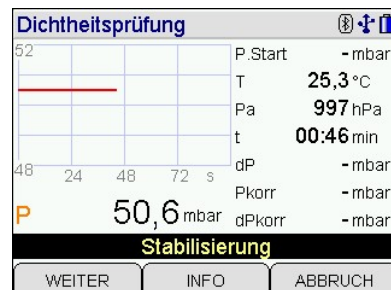 Dichtheitsprüfung
52
48
24 48 72 s
P 50,6 mbar
P.Start - mbar
T 25,3 °C
Pa 997 hPa
t 00:46 min
dP - mbar
Pkorr - mbar
dPkorr - mbar
Stabilisierung
WEITER INFO ABBRUCH